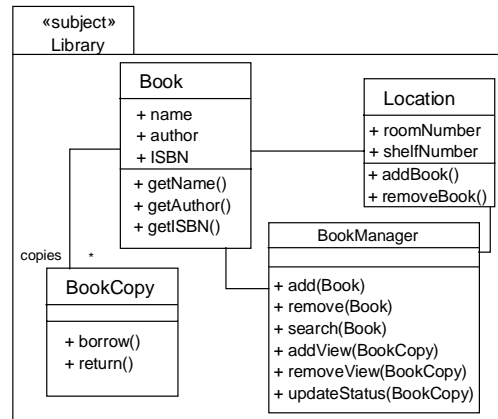 «subject»
Library
Book
+ name
+ author
+ ISBN
+ getName()
+ getAuthor()
+ getISBN()
Location
+ roomNumber
+ shelfNumber
+ addBook()
+ removeBook()
copies *
BookCopy
+ borrow()
+ return()
BookManager
+ add(Book)
+ remove(Book)
+ search(Book)
+ addView(BookCopy)
+ removeView(BookCopy)
+ updateStatus(BookCopy)